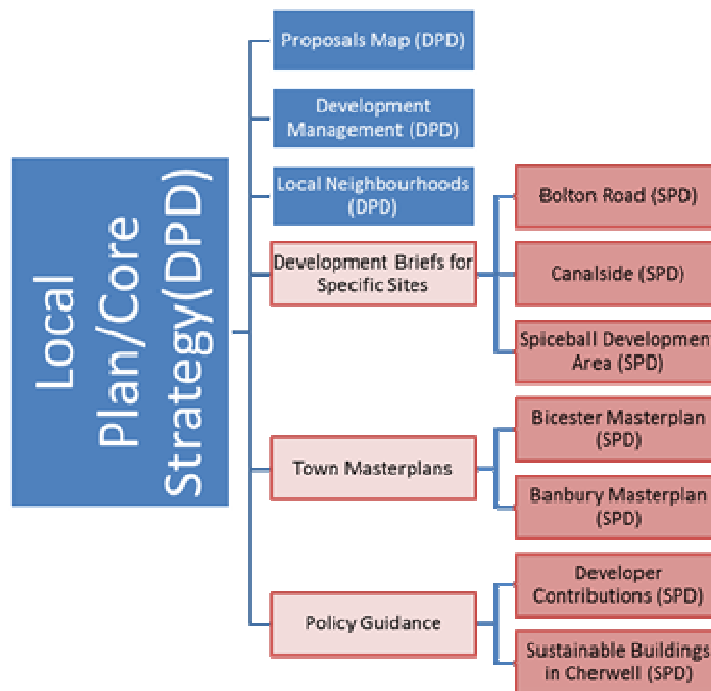 Local
Plan/Core
Strategy(DPD)
Proposals Map (DPD)
Development
Management (DPD)
Local Neighbourhoods
(DPD)
Development Briefs for
Specific Sites
Bolton Road (SPD)
Canalside (SPD)
Spiceball Development
Area (SPD)
Town Masterplans
Bicester Masterplan
(SPD)
Banbury Masterplan
(SPD)
Policy Guidance
Developer
Contributions (SPD)
Sustainable Buildings
in Cherwell (SPD)